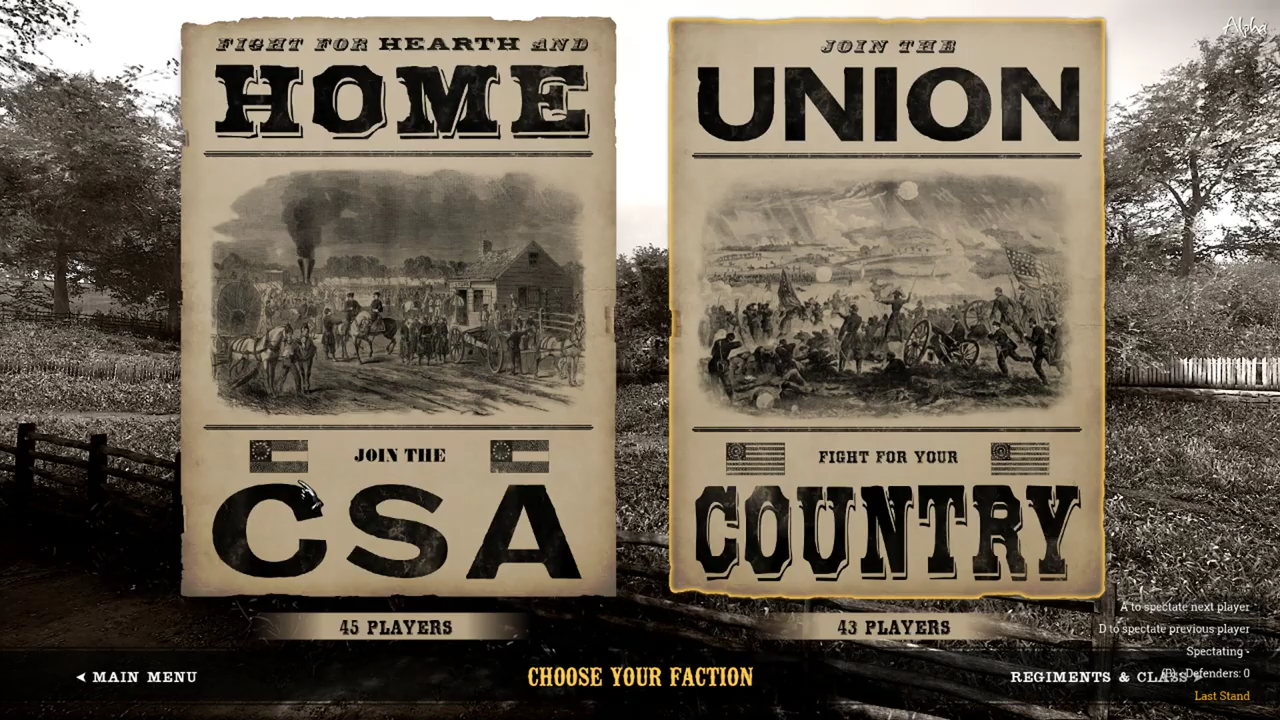 Alpha
FIGHT FOR HEARTH AND
HOME
JOIN THE
CSA
45 PLAYERS
JOIN THE
UNION
FIGHT FOR YOUR
COUNTRY
43 PLAYERS
A to spectate next player
D to spectate previous player
Spectating -
Defenders: 0
Last Stand
MAIN MENU
CHOOSE YOUR FACTION
REGIMENTS & CLASS